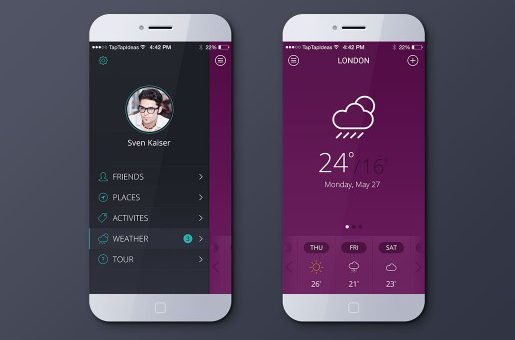 TapTapIdeas 4:42 PM 22%
Sven Kaiser
FRIENDS
PLACES
ACTIVITES
WEATHER 3
TOUR
TapTapIdeas 4:42 PM 22%
LONDON
24°/16°
Monday, May 27
THU FRI SAT
26° 21° 23°